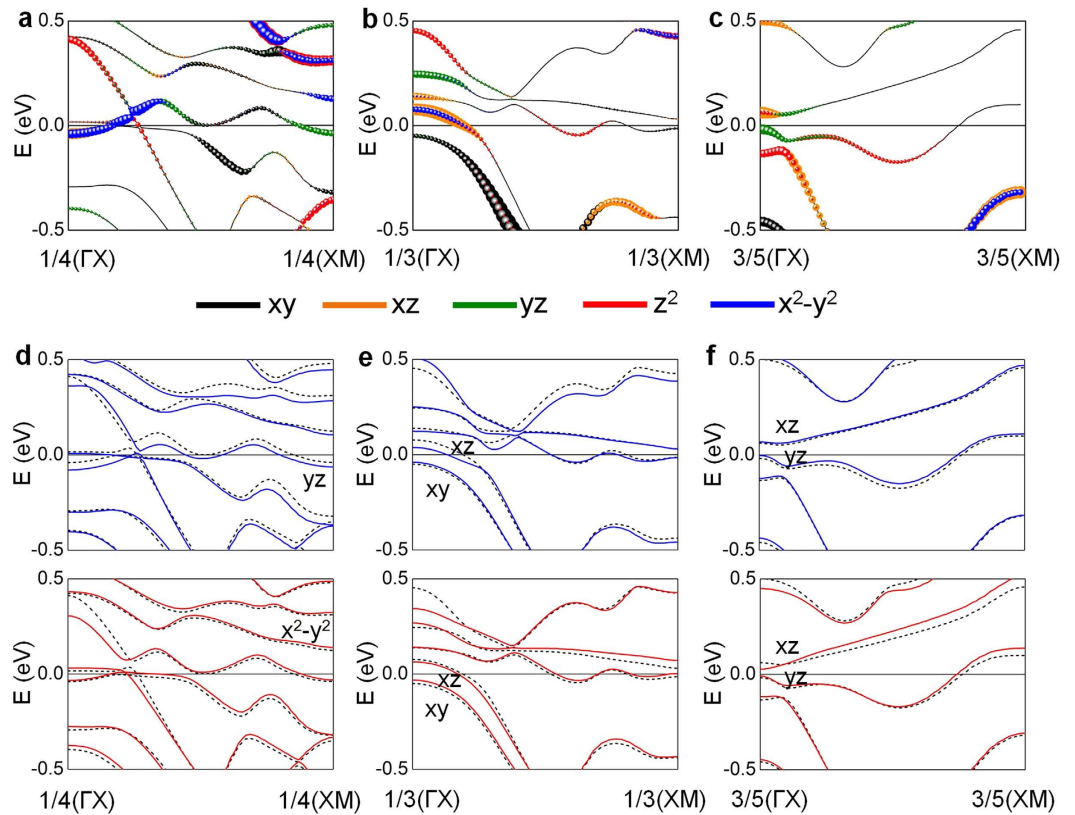 a
0.5
0.0
-0.5
E (eV)
1/4(ΓX)
1/4(XM)
b
0.5
0.0
-0.5
E (eV)
1/3(ΓX)
1/3(XM)
c
0.5
0.0
-0.5
E (eV)
3/5(ΓX)
3/5(XM)
xy
xz
yz
z²
x²-y²
d
0.5
0.0
-0.5
E (eV)
yz
e
0.5
0.0
-0.5
E (eV)
xz
xy
f
0.5
0.0
-0.5
E (eV)
xz
yz
0.5
0.0
-0.5
E (eV)
x²-y²
1/4(ΓX)
1/4(XM)
0.5
0.0
-0.5
E (eV)
xz
xy
1/3(ΓX)
1/3(XM)
0.5
0.0
-0.5
E (eV)
xz
yz
3/5(ΓX)
3/5(XM)